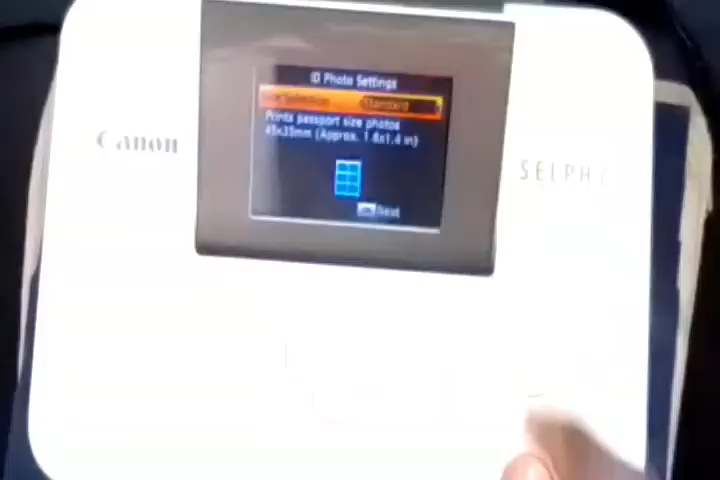 ID Photo Settings
Standard
Prints passport size photos
45x35mm (Approx. 1.8x1.4 in)
Next
Canon
SELPHY